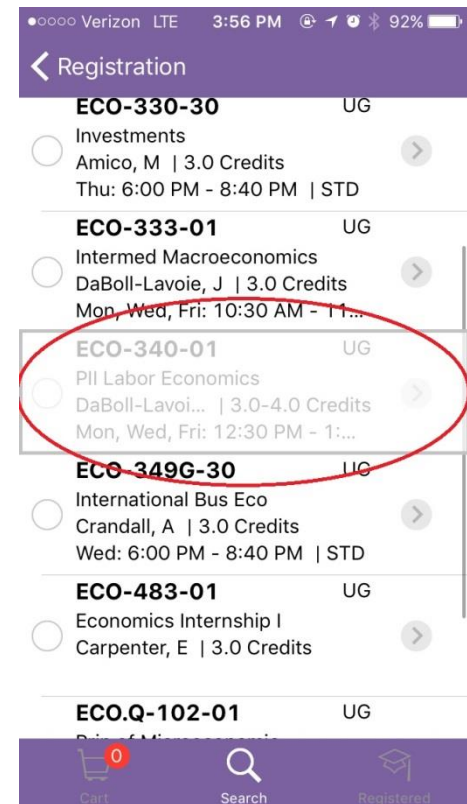 Verizon LTE 3:56 PM 92%
Registration
ECO-330-30 UG
Investments
Amico, M | 3.0 Credits
Thu: 6:00 PM - 8:40 PM | STD
ECO-333-01 UG
Intermed Macroeconomics
DaBoll-Lavoie, J | 3.0 Credits
Mon, Wed, Fri: 10:30 AM - 11...
ECO-340-01 UG
PII Labor Economics
DaBoll-Lavoi... | 3.0-4.0 Credits
Mon, Wed, Fri: 12:30 PM - 1:...
ECO-349G-30 UG
International Bus Eco
Crandall, A | 3.0 Credits
Wed: 6:00 PM - 8:40 PM | STD
ECO-483-01 UG
Economics Internship I
Carpenter, E | 3.0 Credits
ECO.Q-102-01 UG
0
Cart Search Registered